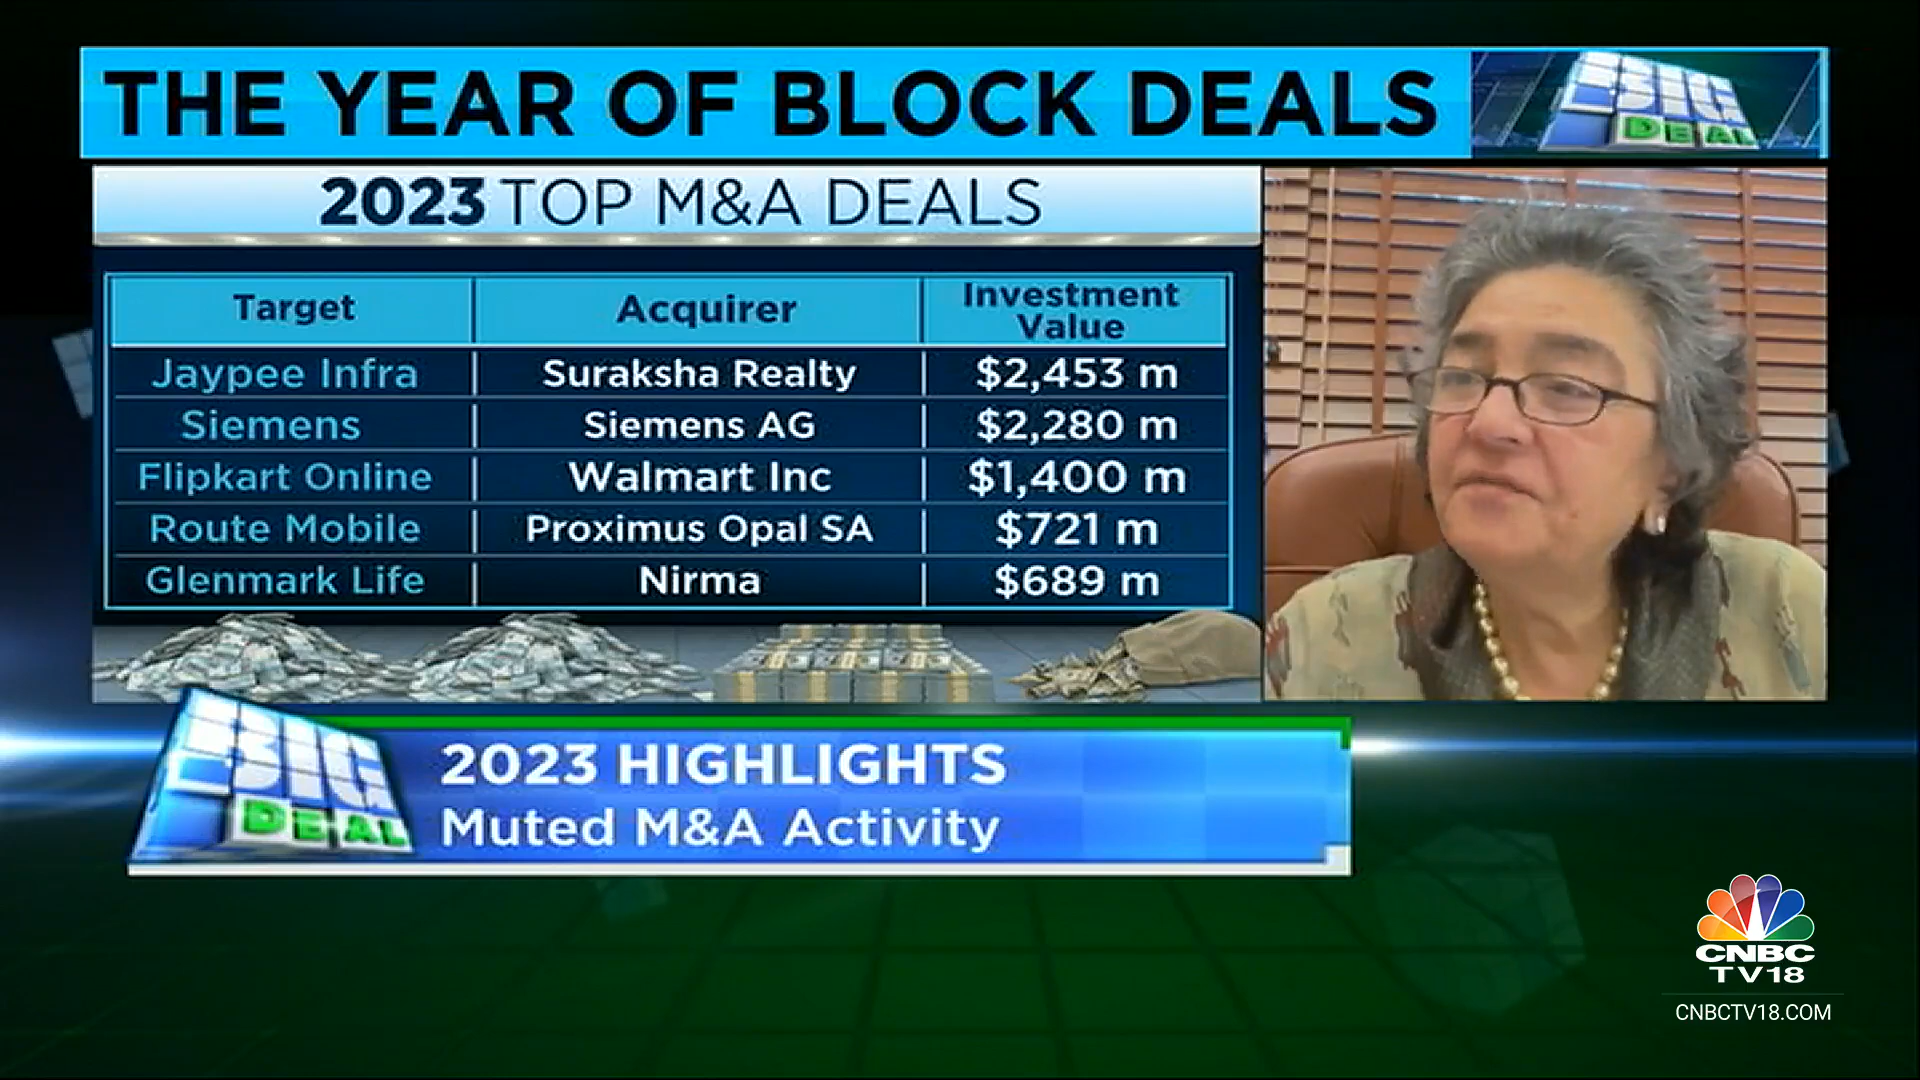 THE YEAR OF BLOCK DEALS
BIG
DEAL
2023 TOP M&A DEALS
Target Acquirer Investment Value
Jaypee Infra Suraksha Realty $2,453 m
Siemens Siemens AG $2,280 m
Flipkart Online Walmart Inc $1,400 m
Route Mobile Proximus Opal SA $721 m
Glenmark Life Nirma $689 m
BIG
DEAL
2023 HIGHLIGHTS
Muted M&A Activity
CNBC
TV18
CNBCTV18.COM